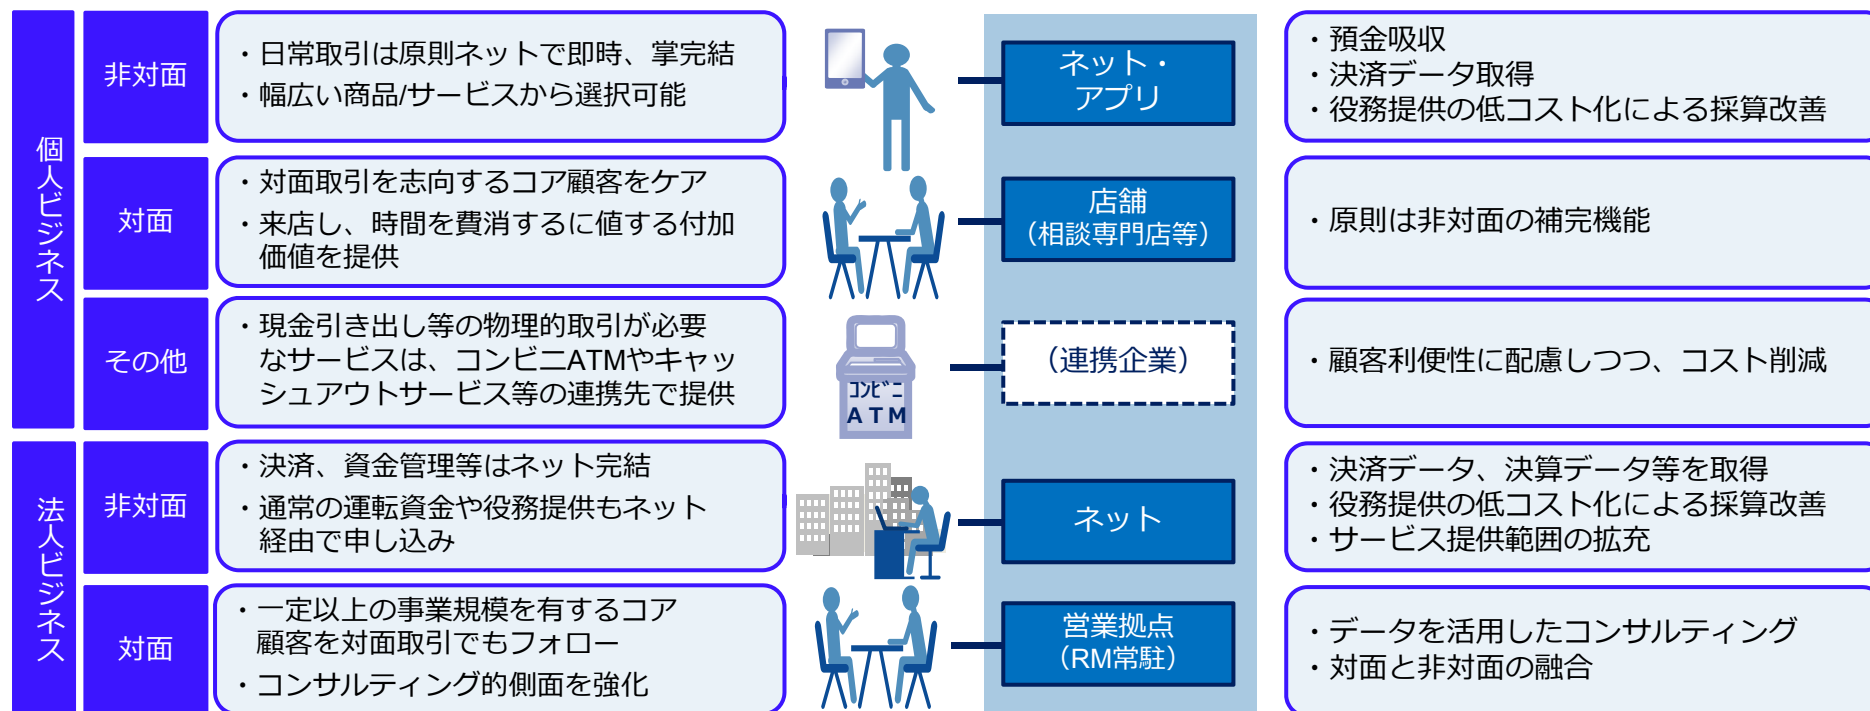 個人ビジネス
非対面
・日常取引は原則ネットで即時、掌完結
・幅広い商品/サービスから選択可能
ネット・
アプリ
・預金吸収
・決済データ取得
・役務提供の低コスト化による採算改善
対面
・対面取引を志向するコア顧客をケア
・来店し、時間を費消するに値する付加
価値を提供
店舗
（相談専門店等）
・原則は非対面の補完機能
その他
・現金引き出し等の物理的取引が必要
なサービスは、コンビニATMやキャッ
シュアウトサービス等の連携先で提供
ｺﾝﾋﾞﾆ
ATM
（連携企業）
・顧客利便性に配慮しつつ、コスト削減
法人ビジネス
非対面
・決済、資金管理等はネット完結
・通常の運転資金や役務提供もネット
経由で申し込み
ネット
・決済データ、決算データ等を取得
・役務提供の低コスト化による採算改善
・サービス提供範囲の拡充
対面
・一定以上の事業規模を有するコア
顧客を対面取引でもフォロー
・コンサルティング的側面を強化
営業拠点
（RM常駐）
・データを活用したコンサルティング
・対面と非対面の融合